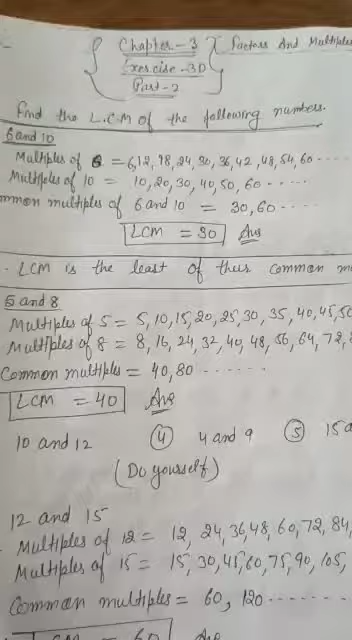 Chapter-3 Factors And Multiples
Exercise-3D
Part-2
Find the L.C.M of the following numbers.
6 and 10
Multiples of 6 = 6,12,18,24,30,36,42,48,54,60.....
Multiples of 10 = 10,20,30,40,50,60.....
mmon multiples of 6 and 10 = 30,60.....
LCM = 30 Ans
. LCM is the least of their common m
5 and 8
Multiples of 5 = 5,10,15,20,25,30,35,40,45,50
Multiples of 8 = 8,16,24,32,40,48,56,64,72,
Common multiples = 40,80.......
LCM = 40 Ans
10 and 12 ④ 4 and 9 ⑤ 15
(Do yourself)
12 and 15
Multiples of 12 = 12, 24,36,48,60,72,84,
Multiples of 15 = 15,30,45,60,75,90,105,
Common multiples = 60, 120........
LCM = 60 Ans